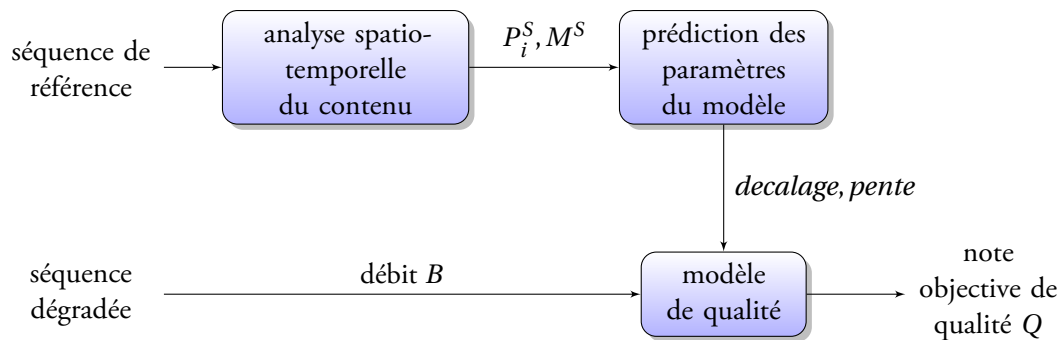 séquence de
référence
analyse spatio-
temporelle
du contenu
P_i^S, M^S
prédiction des
paramètres
du modèle
decalage, pente
séquence
dégradée
débit B
modèle
de qualité
note
objective de
qualité Q